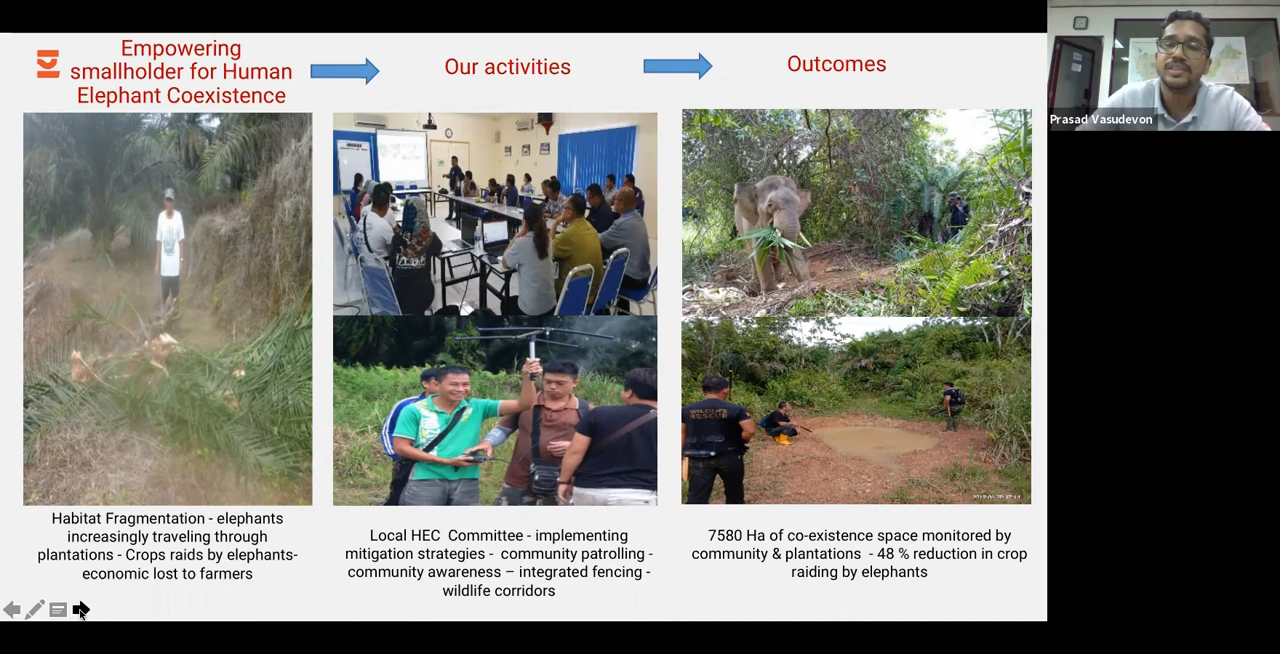 Empowering
smallholder for Human
Elephant Coexistence
Our activities
Outcomes
Prasad Vasudevon
WILDLIFE
RESCUE
Habitat Fragmentation - elephants
increasingly traveling through
plantations - Crops raids by elephants-
economic lost to farmers
Local HEC Committee - implementing
mitigation strategies - community patrolling -
community awareness – integrated fencing -
wildlife corridors
7580 Ha of co-existence space monitored by
community & plantations - 48 % reduction in crop
raiding by elephants